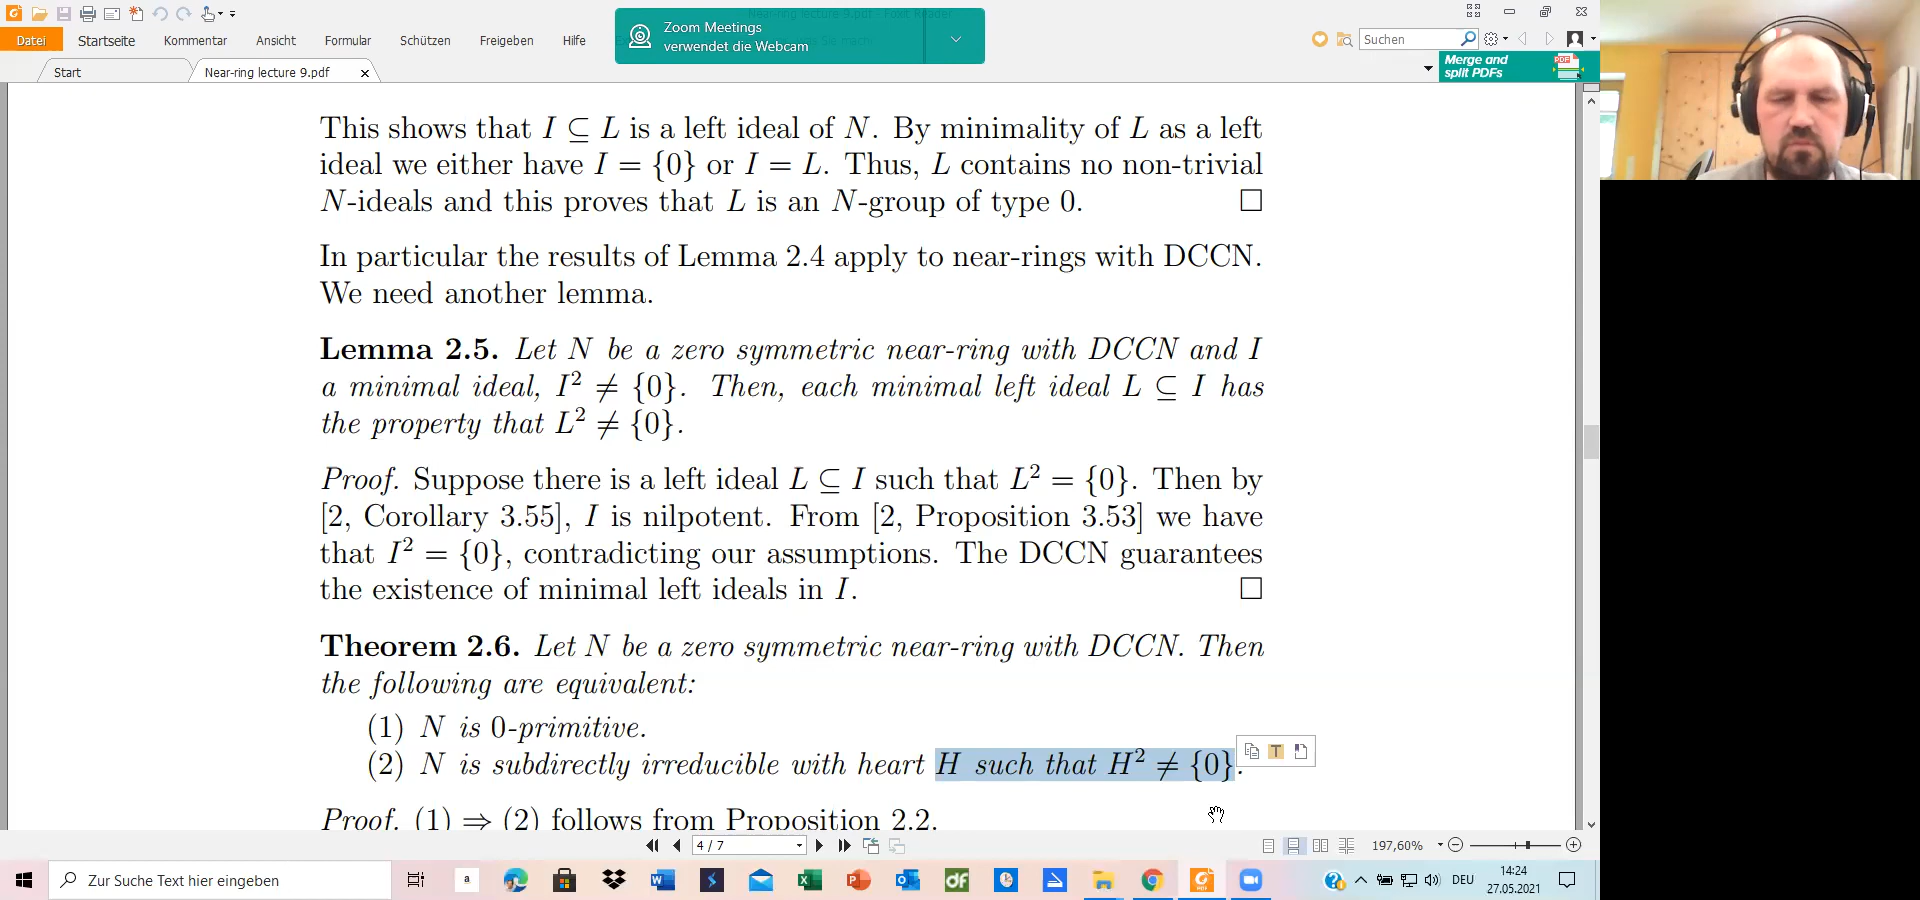 Zoom Meetings
verwendet die Webcam
Datei Startseite Kommentar Ansicht Formular Schützen Freigeben Hilfe
Suchen
Start
Near-ring lecture 9.pdf
Merge and
split PDFs
This shows that I ⊆ L is a left ideal of N. By minimality of L as a left
ideal we either have I = {0} or I = L. Thus, L contains no non-trivial
N-ideals and this proves that L is an N-group of type 0. □
In particular the results of Lemma 2.4 apply to near-rings with DCCN.
We need another lemma.
Lemma 2.5. Let N be a zero symmetric near-ring with DCCN and I
a minimal ideal, I² ≠ {0}. Then, each minimal left ideal L ⊆ I has
the property that L² ≠ {0}.
Proof. Suppose there is a left ideal L ⊆ I such that L² = {0}. Then by
[2, Corollary 3.55], I is nilpotent. From [2, Proposition 3.53] we have
that I² = {0}, contradicting our assumptions. The DCCN guarantees
the existence of minimal left ideals in I. □
Theorem 2.6. Let N be a zero symmetric near-ring with DCCN. Then
the following are equivalent:
(1) N is 0-primitive.
(2) N is subdirectly irreducible with heart H such that H² ≠ {0}.
Proof. (1) ⇒ (2) follows from Proposition 2.2.
4 / 7
197,60%
Zur Suche Text hier eingeben
DEU
14:24
27.05.2021